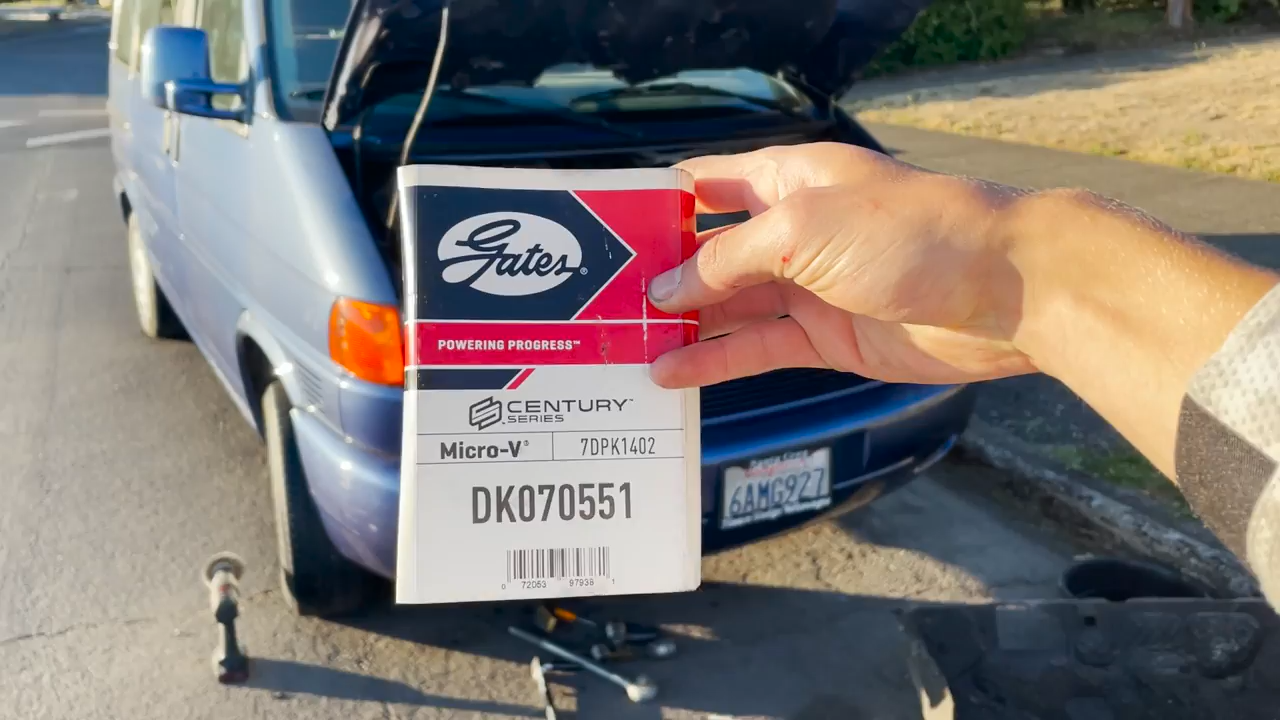 Gates®
POWERING PROGRESS™
CENTURY™
SERIES
Micro-V® 7DPK1402
DK070551
0 72053 97938 1
6AMG927